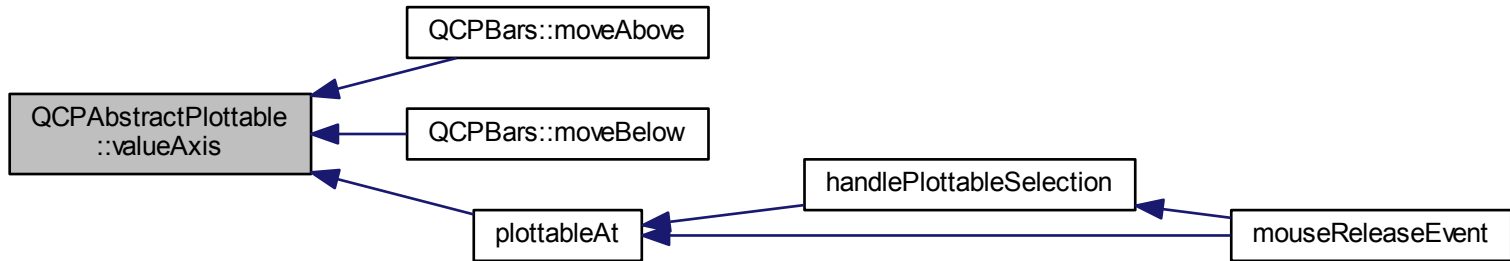 QCPBars::moveAbove
QCPAbstractPlottable
::valueAxis
QCPBars::moveBelow
handlePlottableSelection
plottableAt
mouseReleaseEvent